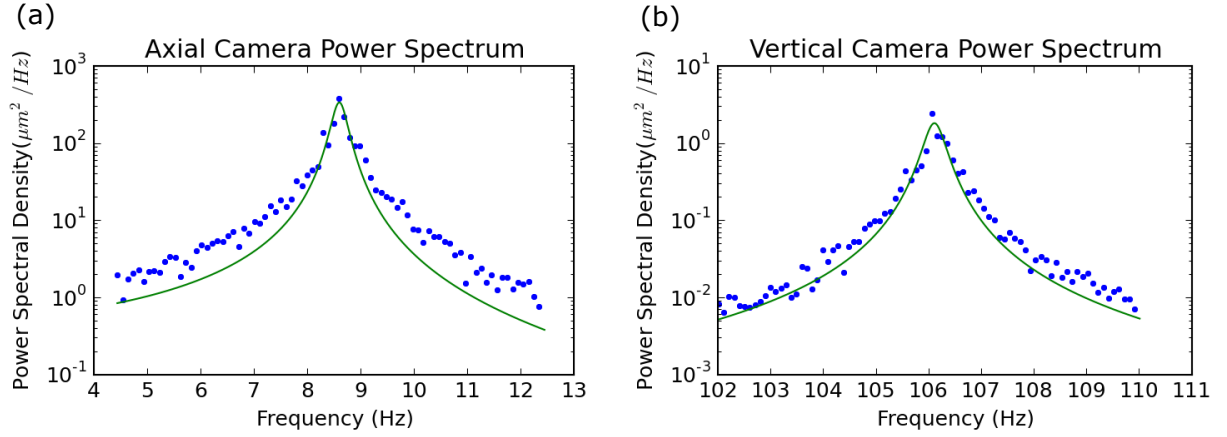 (a)
Axial Camera Power Spectrum
Power Spectral Density(μm² /Hz)
10³
10²
10¹
10⁰
10⁻¹
4 5 6 7 8 9 10 11 12 13
Frequency (Hz)
(b)
Vertical Camera Power Spectrum
Power Spectral Density(μm² /Hz)
10¹
10⁰
10⁻¹
10⁻²
10⁻³
102 103 104 105 106 107 108 109 110 111
Frequency (Hz)